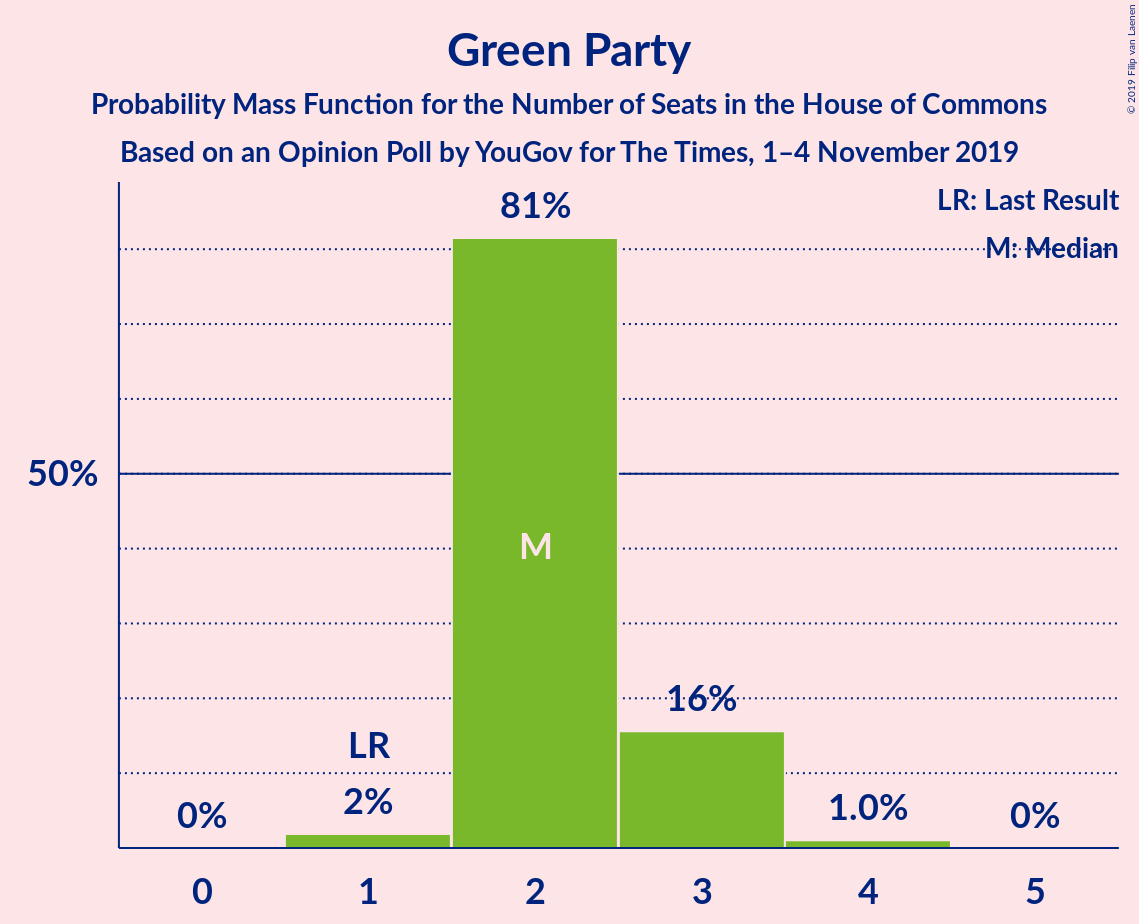 Green Party
Probability Mass Function for the Number of Seats in the House of Commons
Based on an Opinion Poll by YouGov for The Times, 1–4 November 2019
© 2019 Filip van Laenen
LR: Last Result
M: Median
81%
50%
M
16%
LR
0%
2%
1.0%
0%
0
1
2
3
4
5